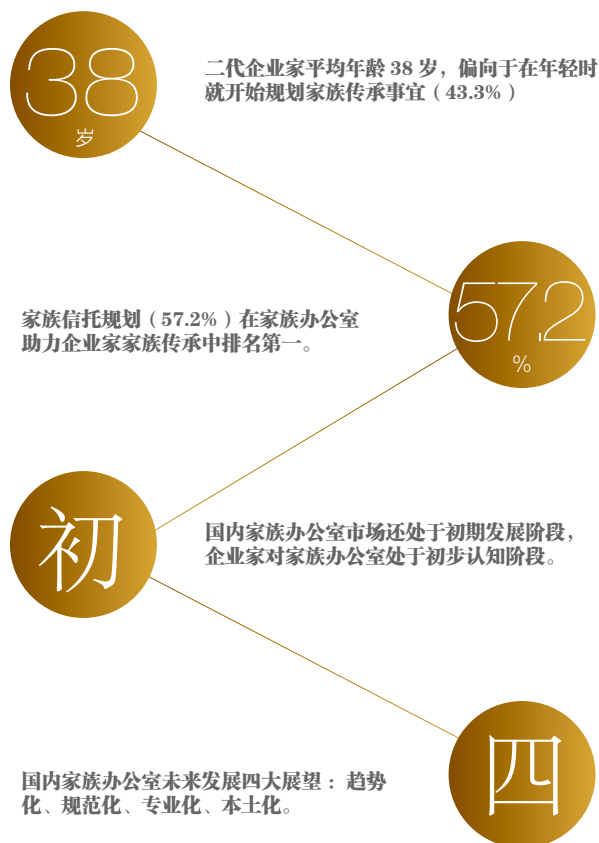 38
岁
二代企业家平均年龄 38 岁，偏向于在年轻时
就开始规划家族传承事宜（43.3%）
57.2
%
家族信托规划（57.2%）在家族办公室
助力企业家家族传承中排名第一。
初
国内家族办公室市场还处于初期发展阶段，
企业家对家族办公室处于初步认知阶段。
四
国内家族办公室未来发展四大展望：趋势
化、规范化、专业化、本土化。